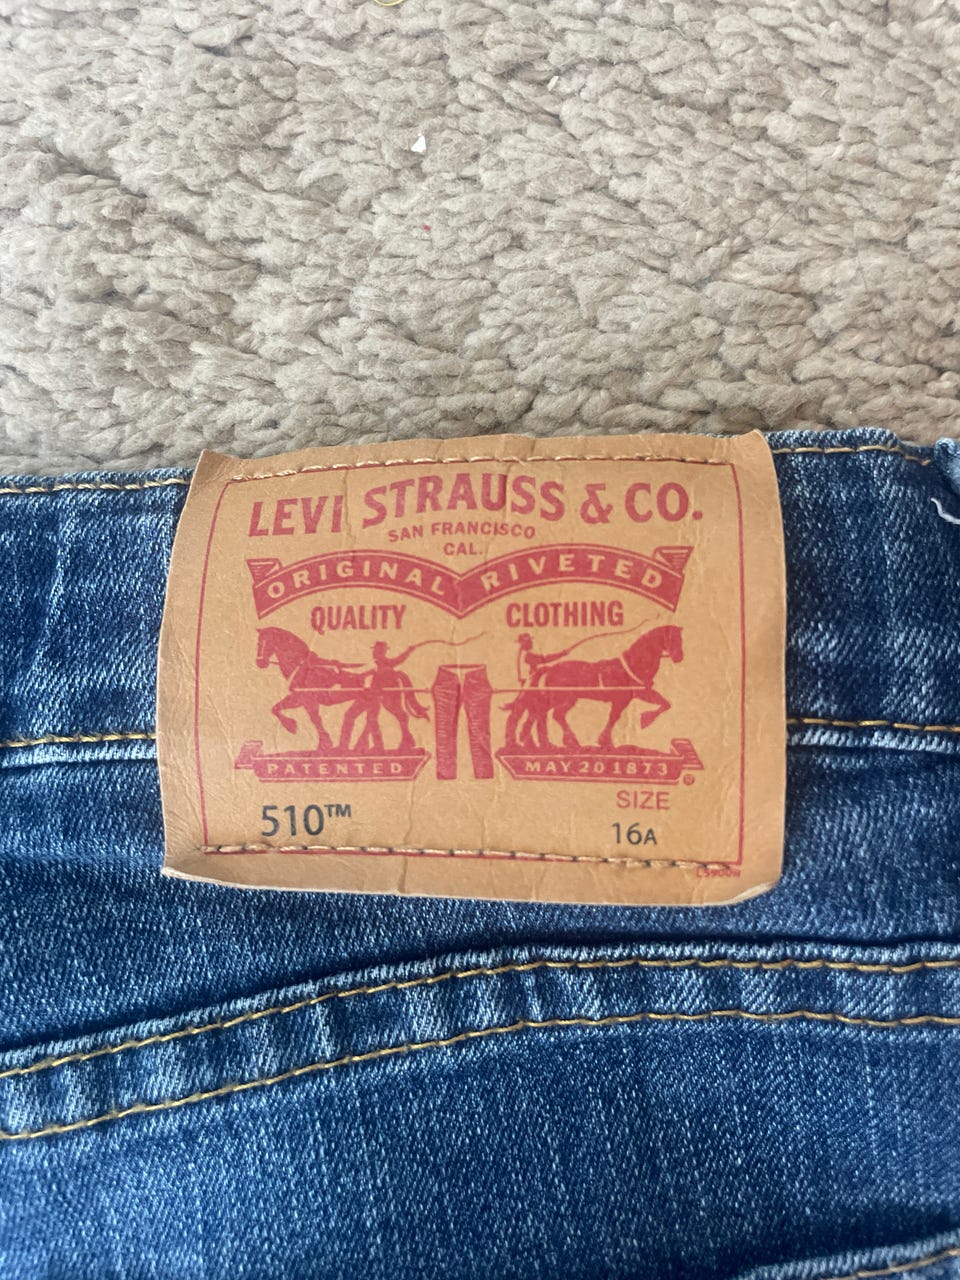 LEVI STRAUSS & CO.
SAN FRANCISCO
CAL.
ORIGINAL RIVETED
QUALITY CLOTHING
PATENTED MAY 20 1873 ®
510™
SIZE
16A